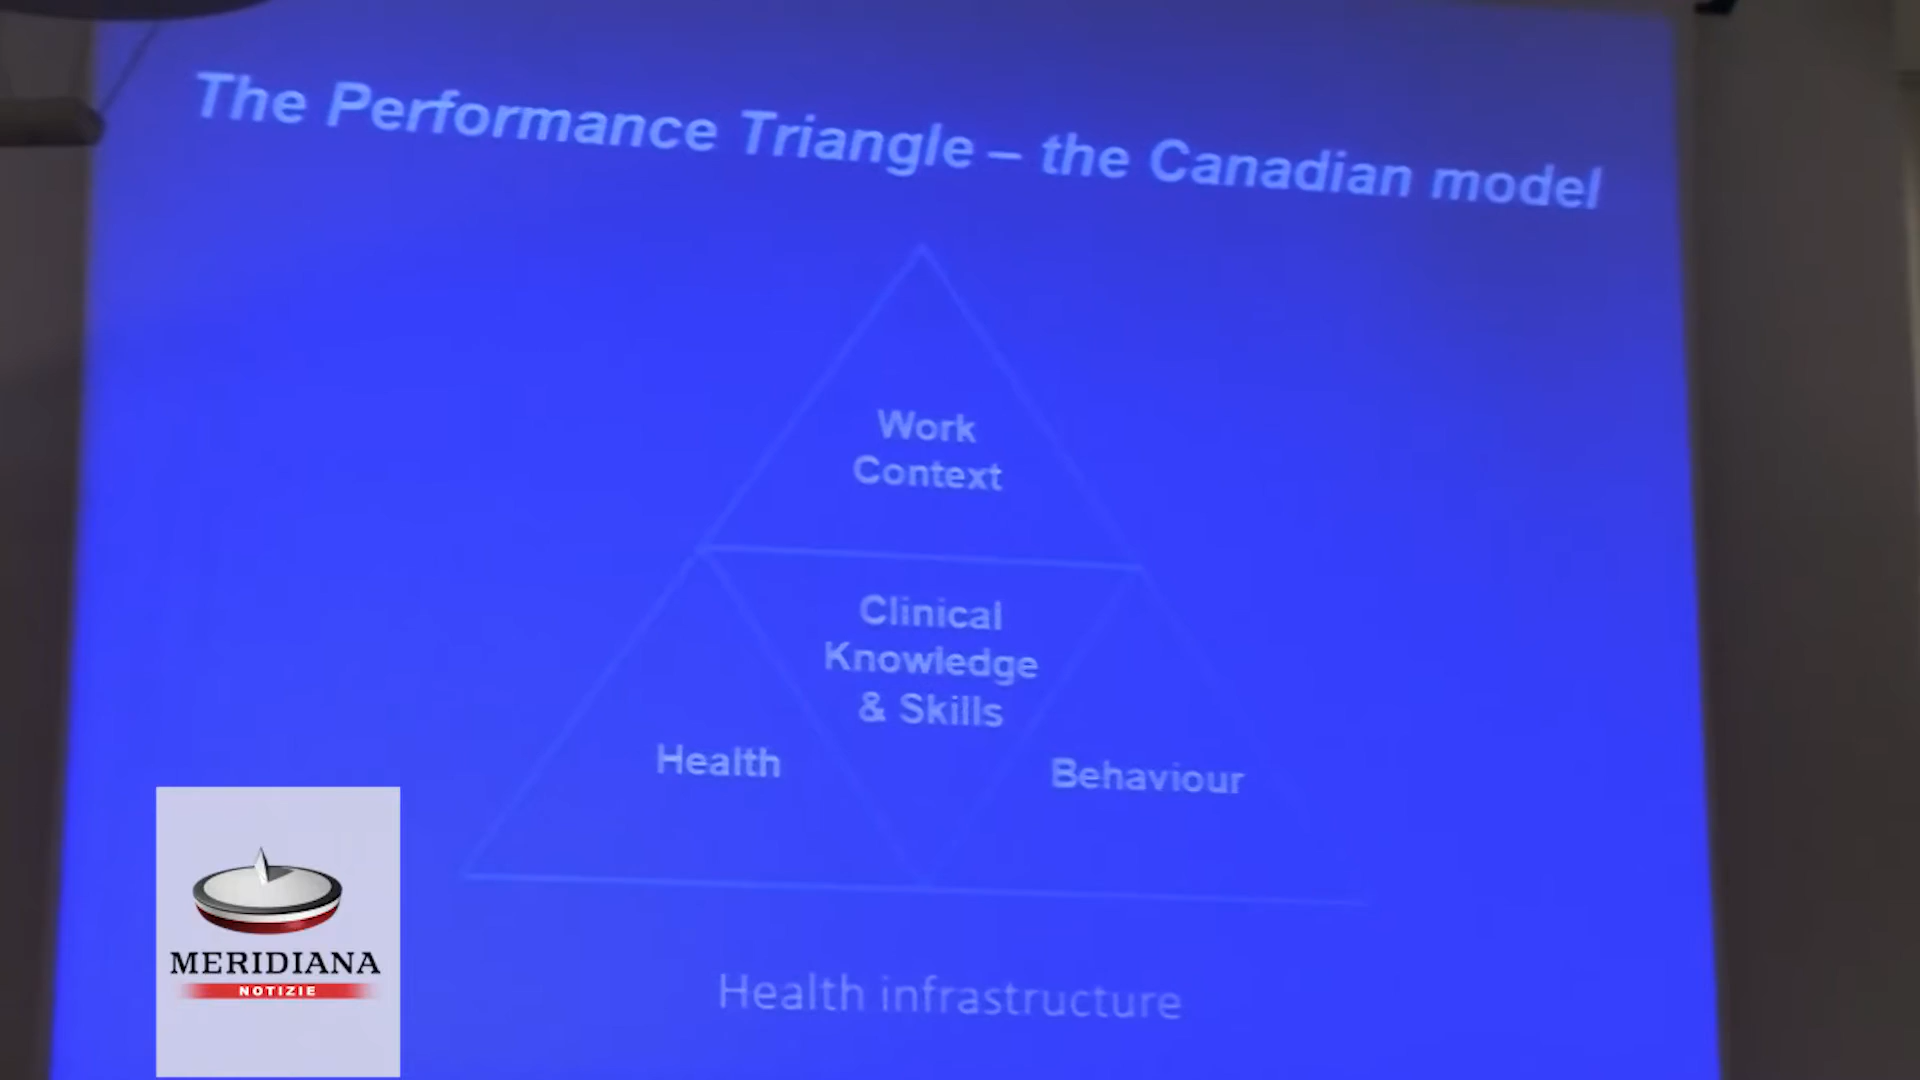 The Performance Triangle – the Canadian model
Work
Context
Clinical
Knowledge
& Skills
Health
Behaviour
Health infrastructure
MERIDIANA
NOTIZIE